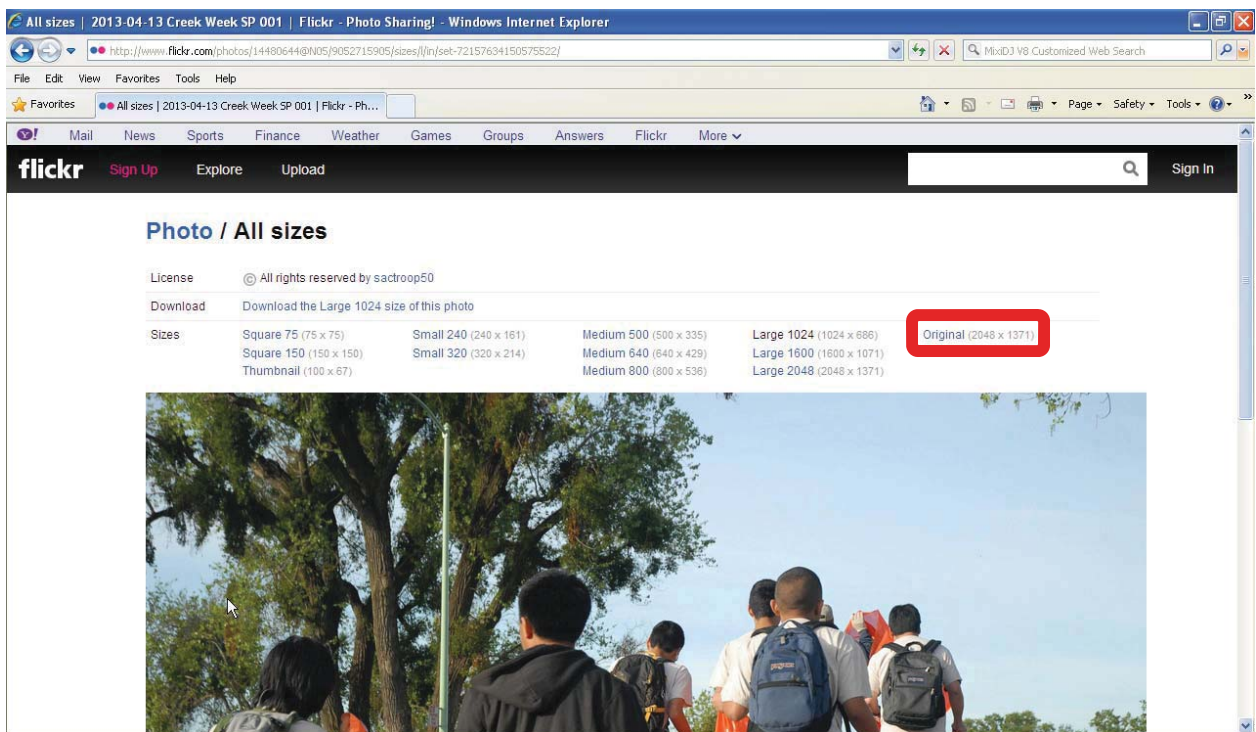 All sizes | 2013-04-13 Creek Week SP 001 | Flickr - Photo Sharing! - Windows Internet Explorer
http://www.flickr.com/photos/14480644@N05/9052715905/sizes/l/in/set-72157634150575522/ MixiDJ V8 Customized Web Search
File Edit View Favorites Tools Help
Favorites All sizes | 2013-04-13 Creek Week SP 001 | Flickr - Ph... Page Safety Tools »
Y! Mail News Sports Finance Weather Games Groups Answers Flickr More
flickr Sign Up Explore Upload Sign In
Photo / All sizes
License © All rights reserved by sactroop50
Download Download the Large 1024 size of this photo
Sizes Square 75 (75 x 75) Small 240 (240 x 161) Medium 500 (500 x 335) Large 1024 (1024 x 686) Original (2048 x 1371)
Square 150 (150 x 150) Small 320 (320 x 214) Medium 640 (640 x 429) Large 1600 (1600 x 1071)
Thumbnail (100 x 67) Medium 800 (800 x 536) Large 2048 (2048 x 1371)